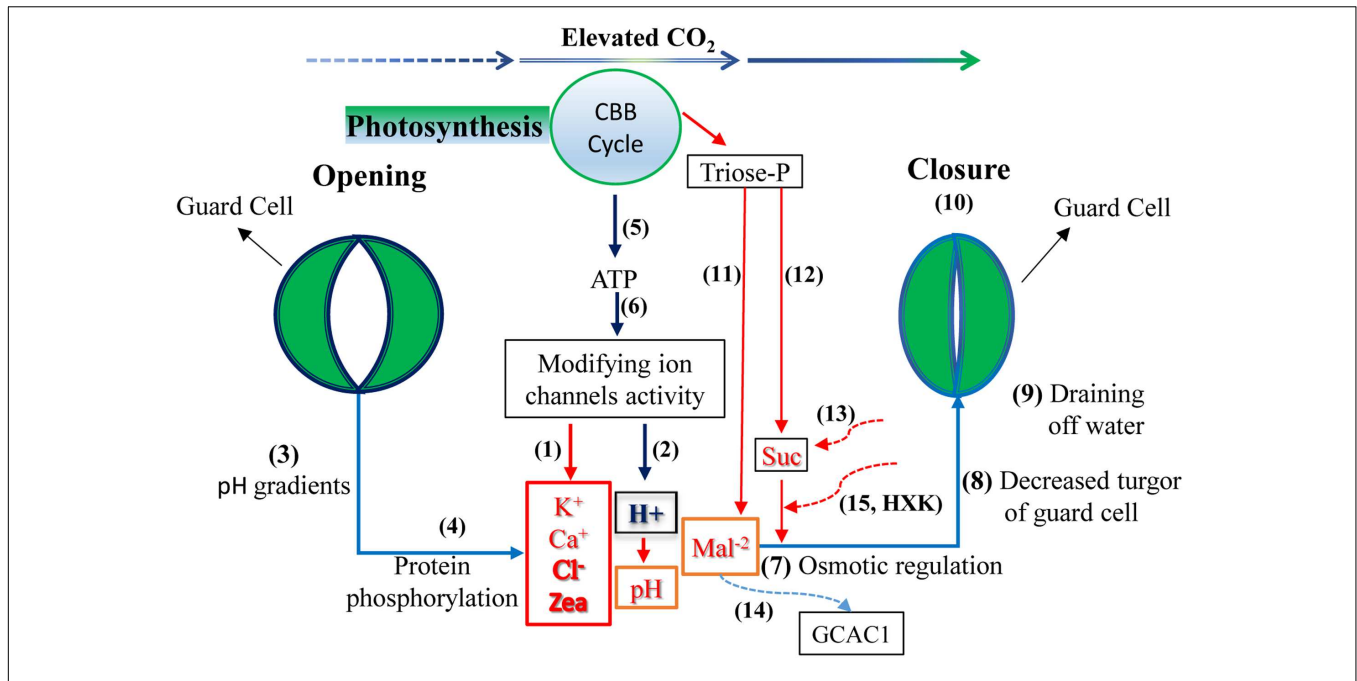 Elevated CO₂
CBB
Cycle
Photosynthesis
Triose-P
Opening
Closure
(10)
Guard Cell
Guard Cell
(5)
ATP
(6)
(11)
(12)
Modifying ion
channels activity
(9) Draining
off water
(13)
(1)
(2)
Suc
(3)
pH gradients
(15, HXK)
(8) Decreased turgor
of guard cell
K⁺
Ca⁺
Cl⁻
Zea
H+
pH
Mal⁻²
(4)
Protein
phosphorylation
(7) Osmotic regulation
(14)
GCAC1